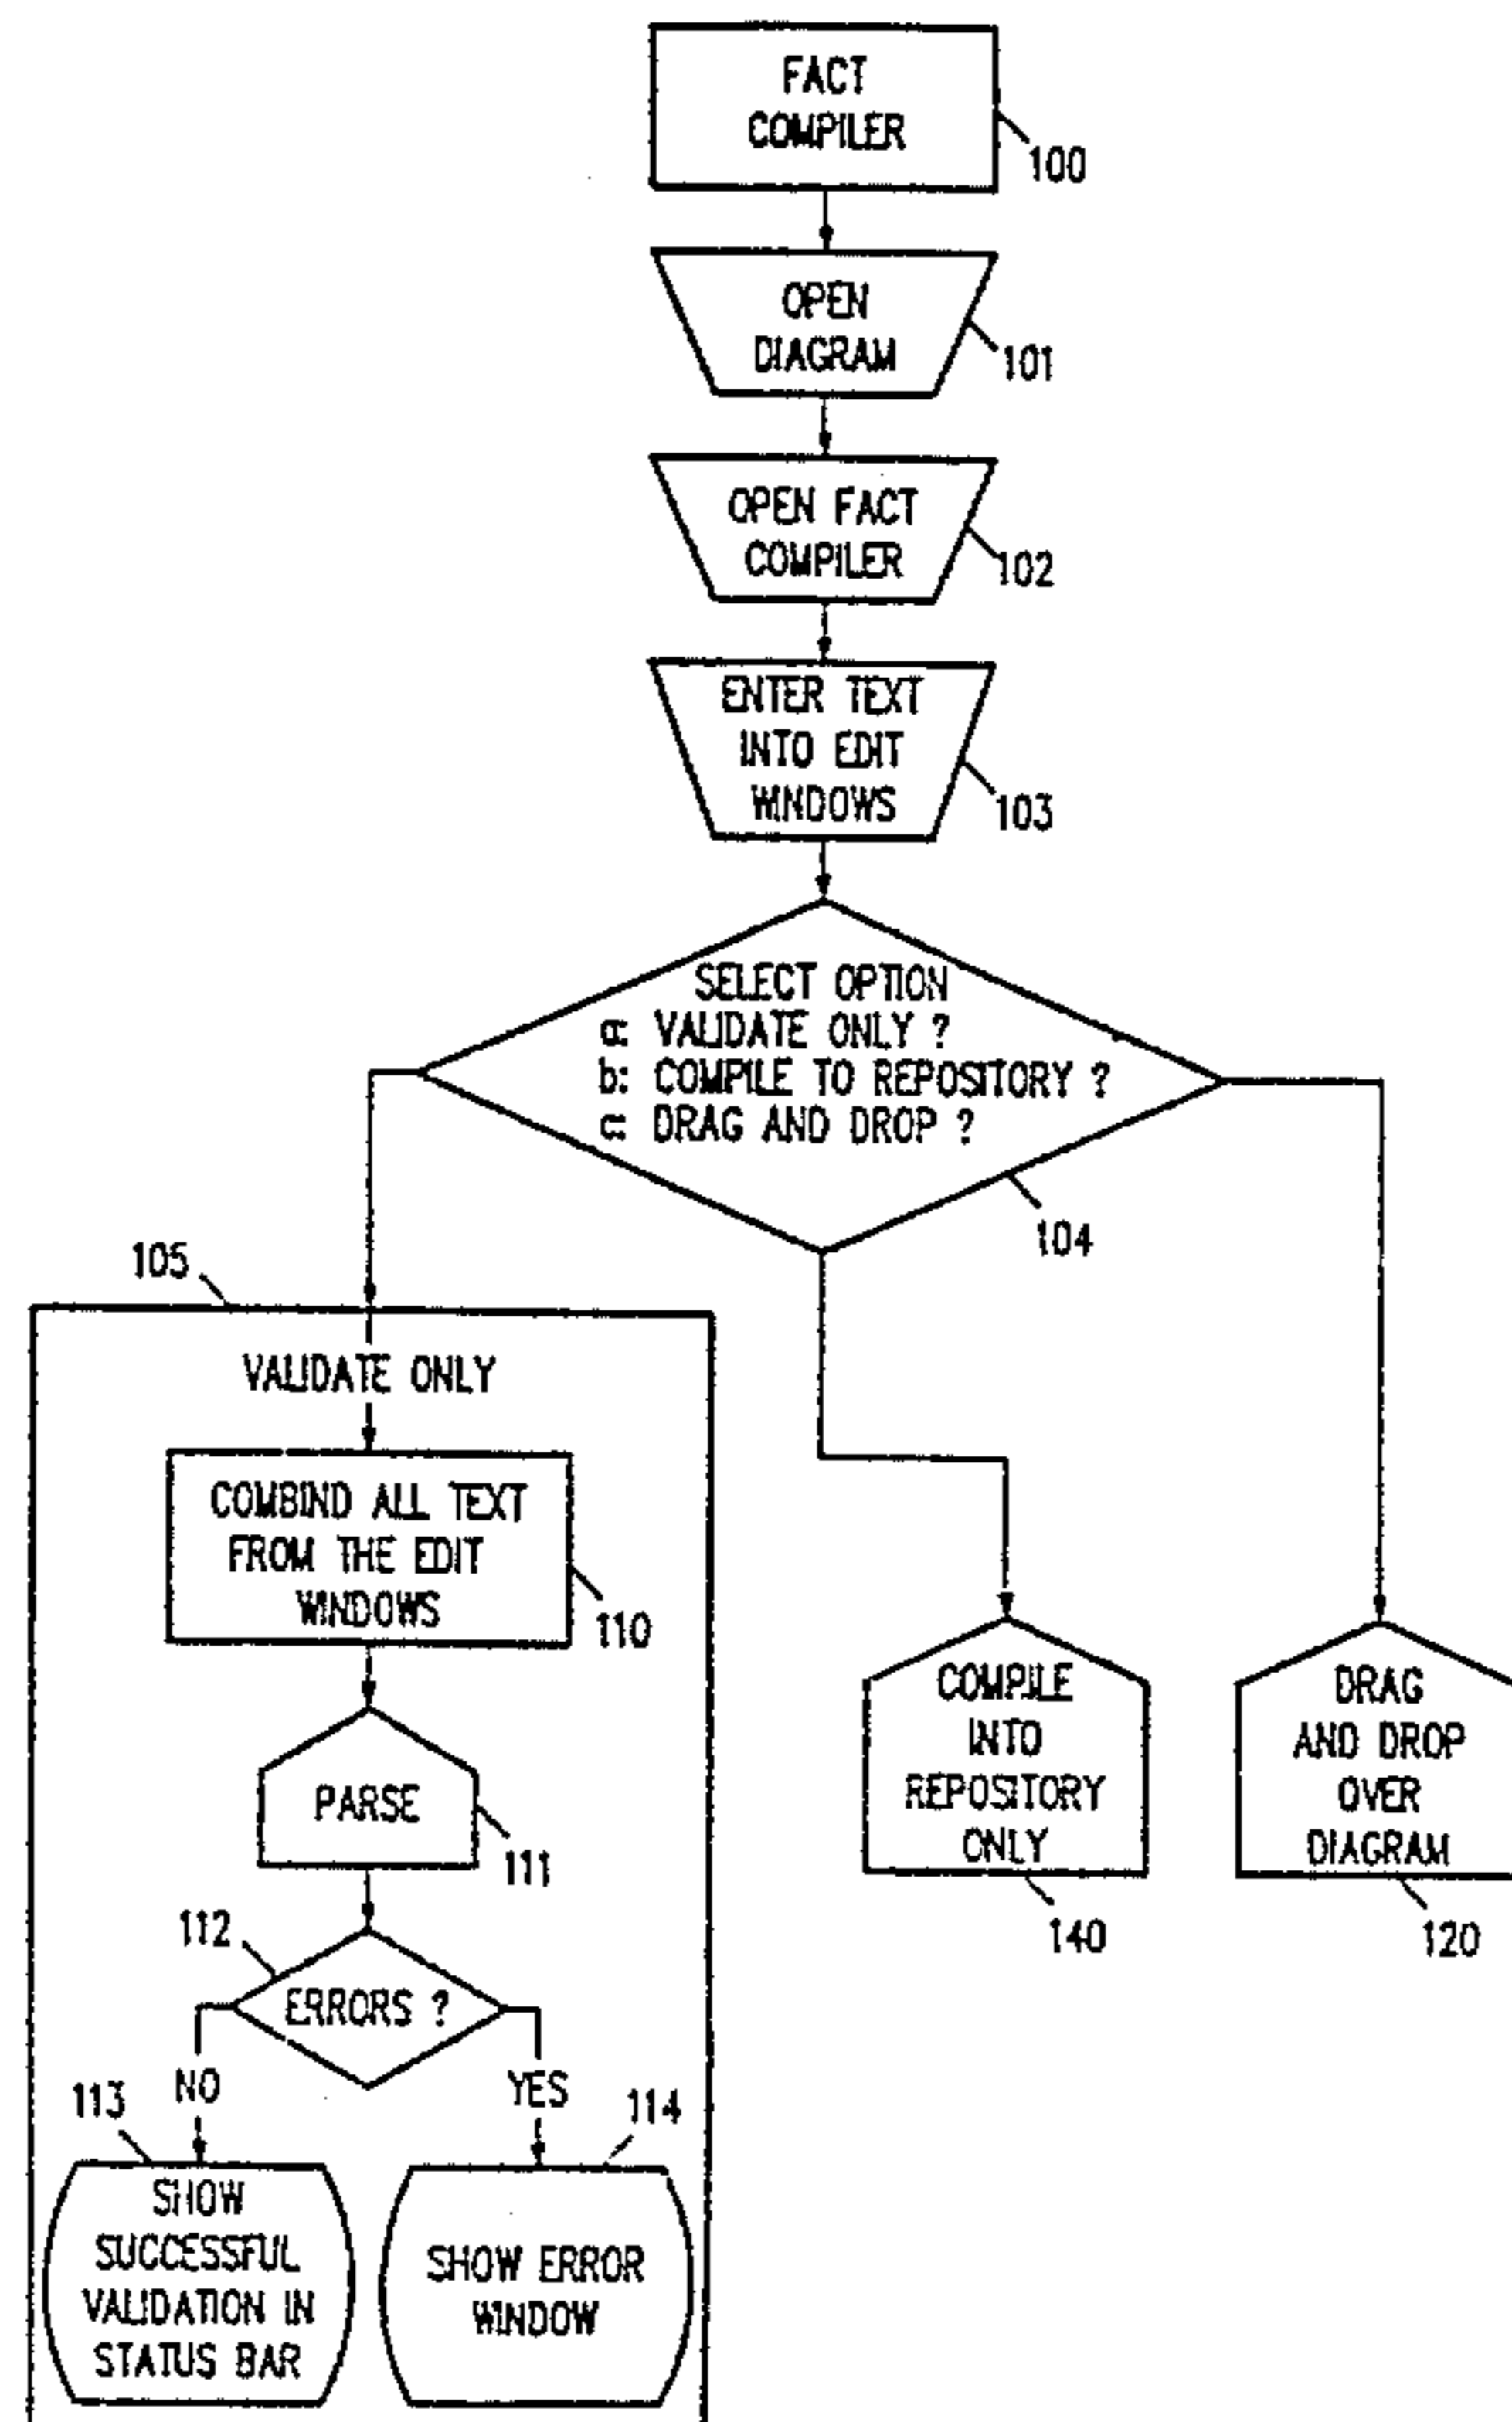 FACT
COMPILER
100
OPEN
DIAGRAM
101
OPEN FACT
COMPILER
102
ENTER TEXT
INTO EDIT
WINDOWS
103
SELECT OPTION
a: VALIDATE ONLY ?
b: COMPILE TO REPOSITORY ?
c: DRAG AND DROP ?
104
105
VALIDATE ONLY
COMBIND ALL TEXT
FROM THE EDIT
WINDOWS
110
PARSE
111
112
ERRORS ?
NO
YES
113
SHOW
SUCCESSFUL
VALIDATION IN
STATUS BAR
114
SHOW ERROR
WINDOW
COMPILE
INTO
REPOSITORY
ONLY
140
DRAG
AND DROP
OVER
DIAGRAM
120